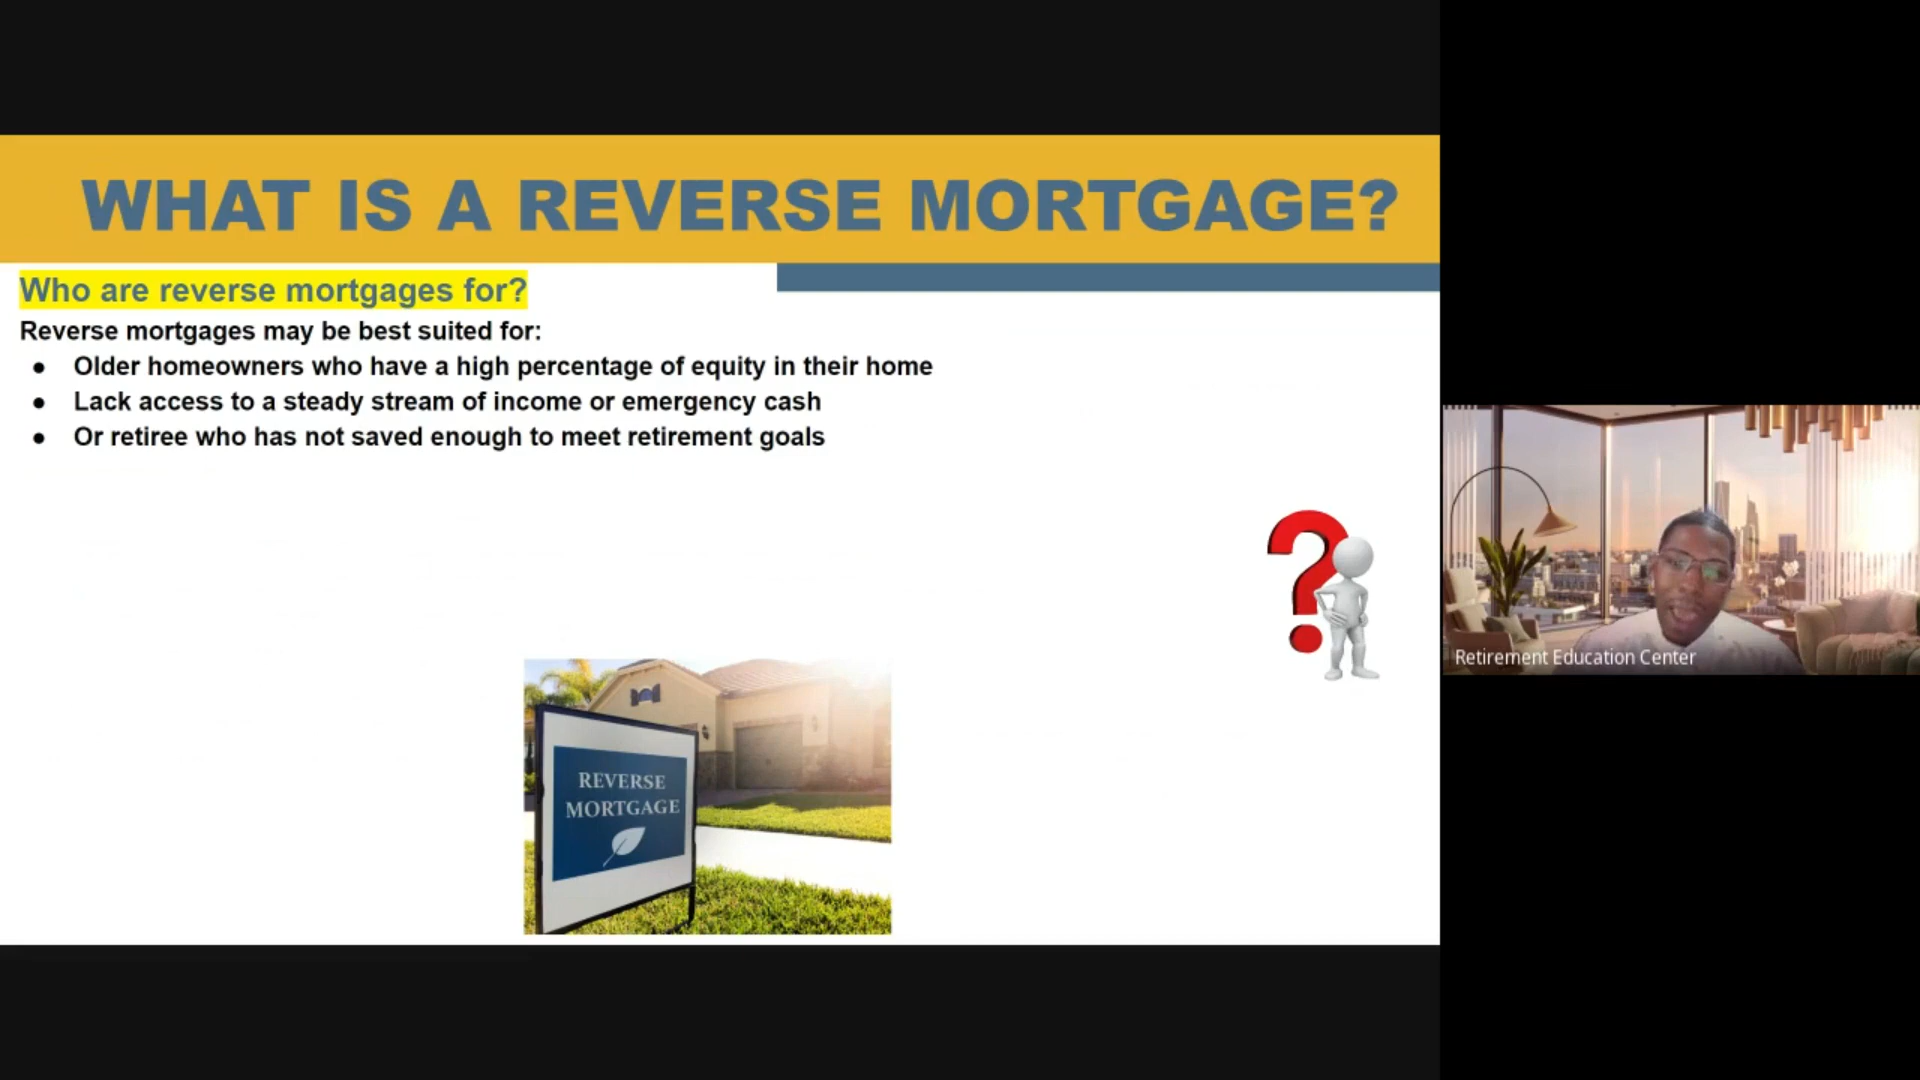 WHAT IS A REVERSE MORTGAGE?
Who are reverse mortgages for?
Reverse mortgages may be best suited for:
● Older homeowners who have a high percentage of equity in their home
● Lack access to a steady stream of income or emergency cash
● Or retiree who has not saved enough to meet retirement goals
?
REVERSE
MORTGAGE
Retirement Education Center